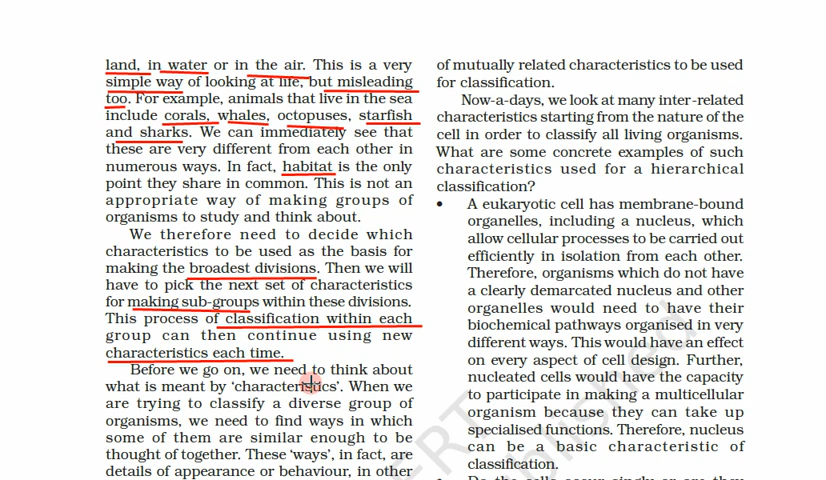 land, in water or in the air. This is a very
simple way of looking at life, but misleading
too. For example, animals that live in the sea
include corals, whales, octopuses, starfish
and sharks. We can immediately see that
these are very different from each other in
numerous ways. In fact, habitat is the only
point they share in common. This is not an
appropriate way of making groups of
organisms to study and think about.
We therefore need to decide which
characteristics to be used as the basis for
making the broadest divisions. Then we will
have to pick the next set of characteristics
for making sub-groups within these divisions.
This process of classification within each
group can then continue using new
characteristics each time.
Before we go on, we need to think about
what is meant by ‘characteristics’. When we
are trying to classify a diverse group of
organisms, we need to find ways in which
some of them are similar enough to be
thought of together. These ‘ways’, in fact, are
details of appearance or behaviour, in other
of mutually related characteristics to be used
for classification.
Now-a-days, we look at many inter-related
characteristics starting from the nature of the
cell in order to classify all living organisms.
What are some concrete examples of such
characteristics used for a hierarchical
classification?
• A eukaryotic cell has membrane-bound
organelles, including a nucleus, which
allow cellular processes to be carried out
efficiently in isolation from each other.
Therefore, organisms which do not have
a clearly demarcated nucleus and other
organelles would need to have their
biochemical pathways organised in very
different ways. This would have an effect
on every aspect of cell design. Further,
nucleated cells would have the capacity
to participate in making a multicellular
organism because they can take up
specialised functions. Therefore, nucleus
can be a basic characteristic of
classification.
• Do the cells occur singly or are they